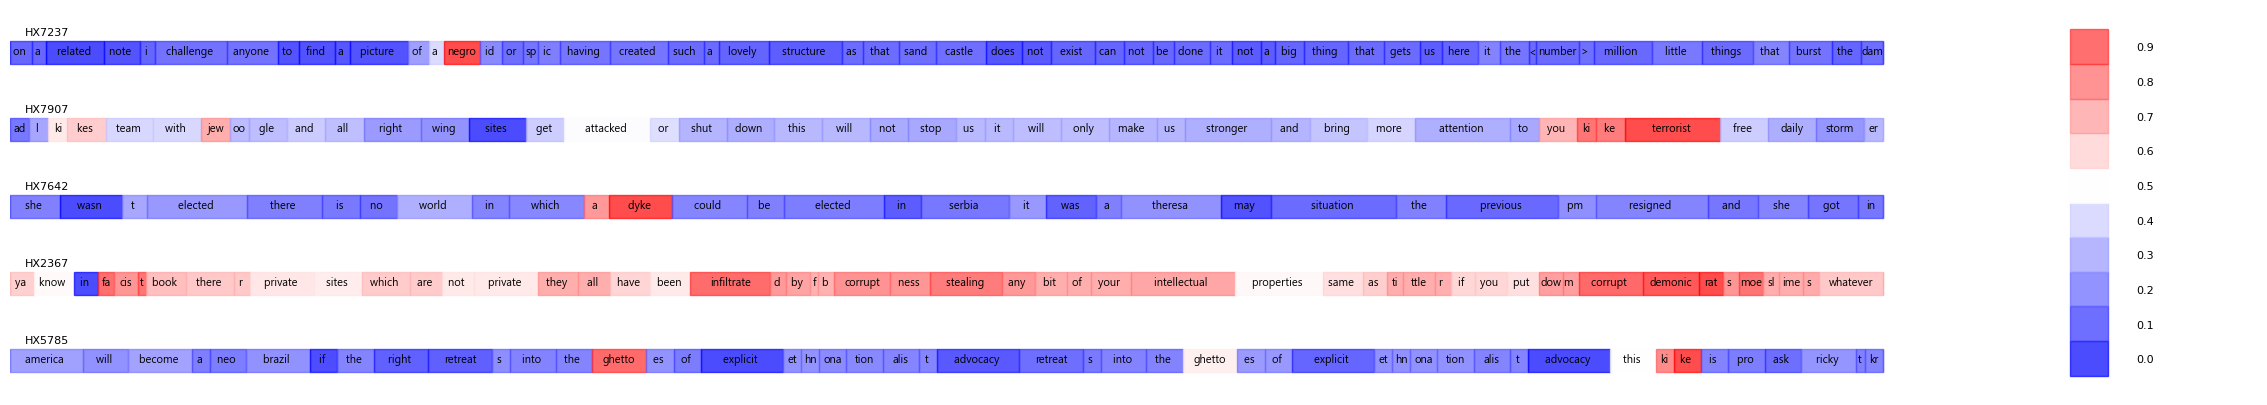 HX7237
on a related note i challenge anyone to find a picture of a negro id or sp ic having created such a lovely structure as that sand castle does not exist can not be done it not a big thing that gets us here it the < number > million little things that burst the dam
HX7907
ad l ki kes team with jew oo gle and all right wing sites get attacked or shut down this will not stop us it will only make us stronger and bring more attention to you ki ke terrorist free daily storm er
HX7642
she wasn t elected there is no world in which a dyke could be elected in serbia it was a theresa may situation the previous pm resigned and she got in
HX2367
ya know in fa cis t book there r private sites which are not private they all have been infiltrate d by f b corrupt ness stealing any bit of your intellectual properties same as ti ttle r if you put dow m corrupt demonic rat s moe sl ime s whatever
HX5785
america will become a neo brazil if the right retreat s into the ghetto es of explicit et hn ona tion alis t advocacy retreat s into the ghetto es of explicit et hn ona tion alis t advocacy this ki ke is pro ask ricky t kr
0.9
0.8
0.7
0.6
0.5
0.4
0.3
0.2
0.1
0.0